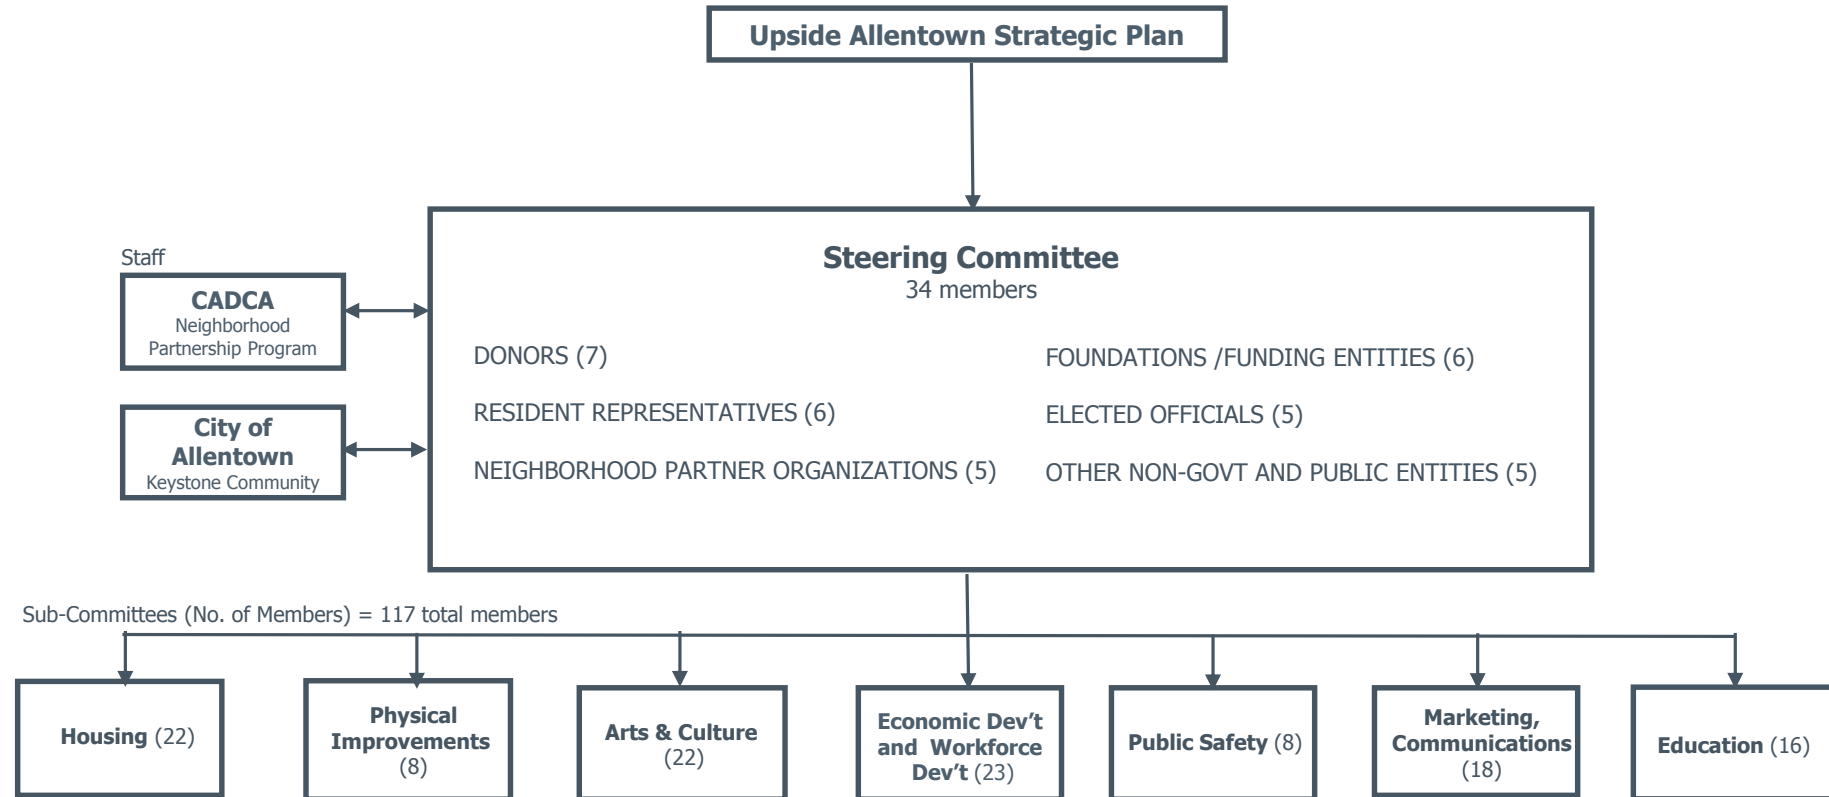 Upside Allentown Strategic Plan
Steering Committee
34 members
Staff
CADCA
Neighborhood
Partnership Program
City of
Allentown
Keystone Community
DONORS (7)
FOUNDATIONS /FUNDING ENTITIES (6)
RESIDENT REPRESENTATIVES (6)
ELECTED OFFICIALS (5)
NEIGHBORHOOD PARTNER ORGANIZATIONS (5)
OTHER NON-GOVT AND PUBLIC ENTITIES (5)
Sub-Committees (No. of Members) = 117 total members
Housing (22)
Physical
Improvements
(8)
Arts & Culture
(22)
Economic Dev't
and Workforce
Dev't (23)
Public Safety (8)
Marketing,
Communications
(18)
Education (16)